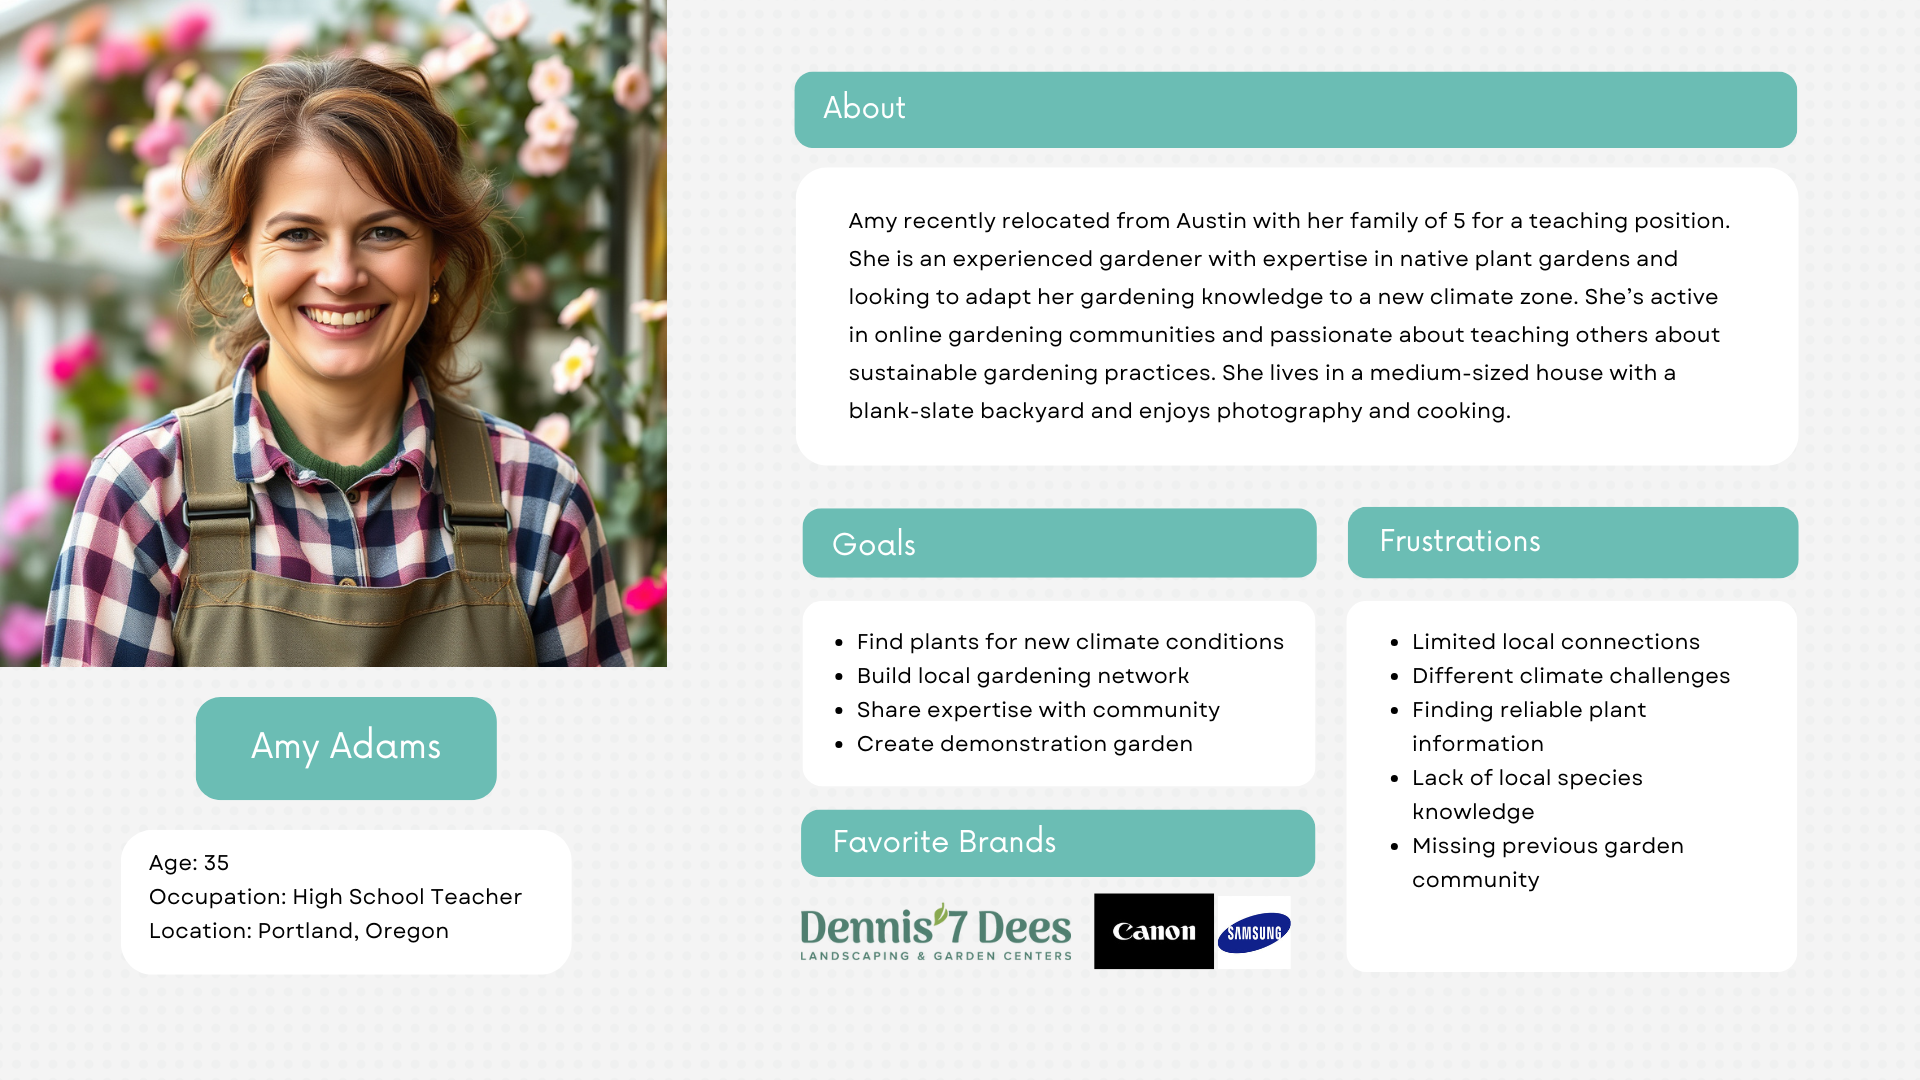 About
Amy recently relocated from Austin with her family of 5 for a teaching position.
She is an experienced gardener with expertise in native plant gardens and
looking to adapt her gardening knowledge to a new climate zone. She’s active
in online gardening communities and passionate about teaching others about
sustainable gardening practices. She lives in a medium-sized house with a
blank-slate backyard and enjoys photography and cooking.
Amy Adams
Age: 35
Occupation: High School Teacher
Location: Portland, Oregon
Goals
• Find plants for new climate conditions
• Build local gardening network
• Share expertise with community
• Create demonstration garden
Favorite Brands
Dennis' 7 Dees
LANDSCAPING & GARDEN CENTERS
Canon
SAMSUNG
Frustrations
• Limited local connections
• Different climate challenges
• Finding reliable plant
information
• Lack of local species
knowledge
• Missing previous garden
community